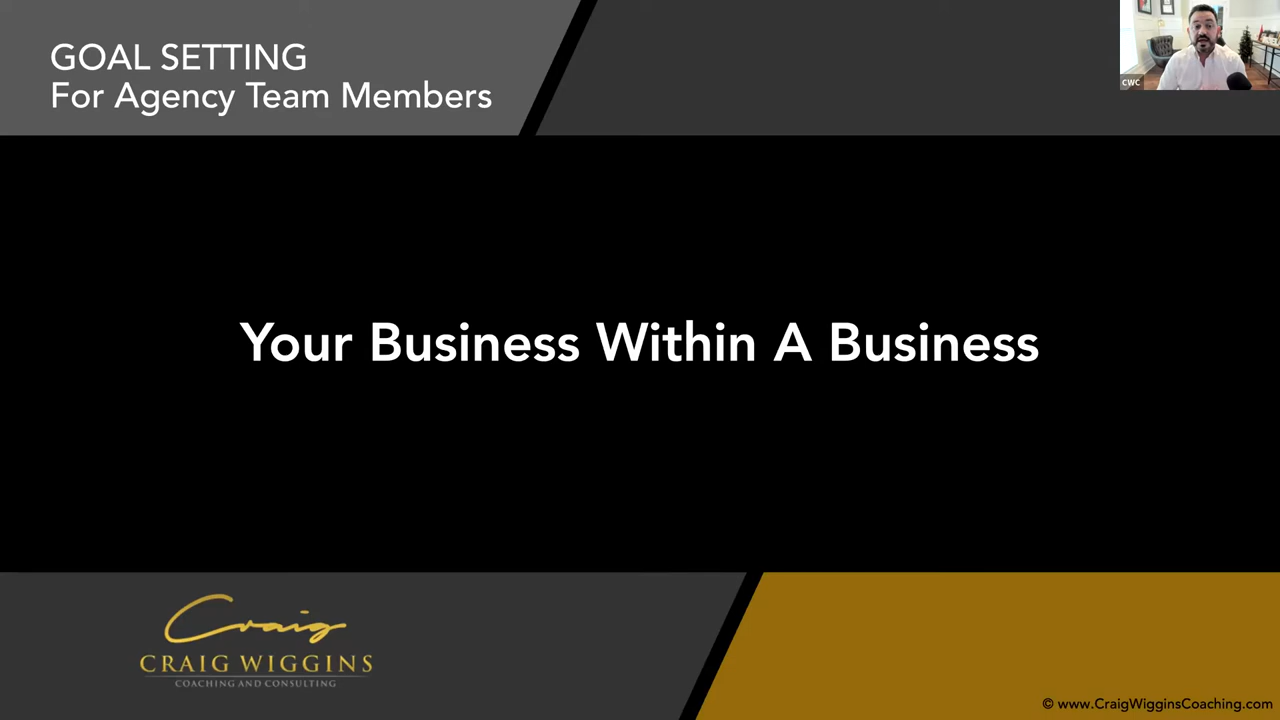 GOAL SETTING
For Agency Team Members
CWC
Your Business Within A Business
Craig
CRAIG WIGGINS
COACHING AND CONSULTING
© www.CraigWigginsCoaching.com